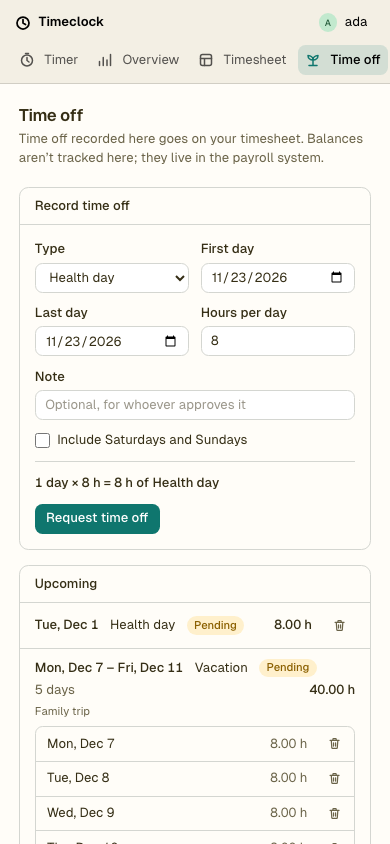 Timeclock
A
ada
Timer
Overview
Timesheet
Time off
Time off
Time off recorded here goes on your timesheet. Balances
aren't tracked here; they live in the payroll system.
Record time off
Type
First day
Health day
11/23/2026
Last day
Hours per day
11/23/2026
8
Note
Optional, for whoever approves it
Include Saturdays and Sundays
1 day × 8 h = 8 h of Health day
Request time off
Upcoming
Tue, Dec 1 Health day Pending 8.00 h
Mon, Dec 7 – Fri, Dec 11 Vacation Pending
5 days 40.00 h
Family trip
Mon, Dec 7 8.00 h
Tue, Dec 8 8.00 h
Wed, Dec 9 8.00 h